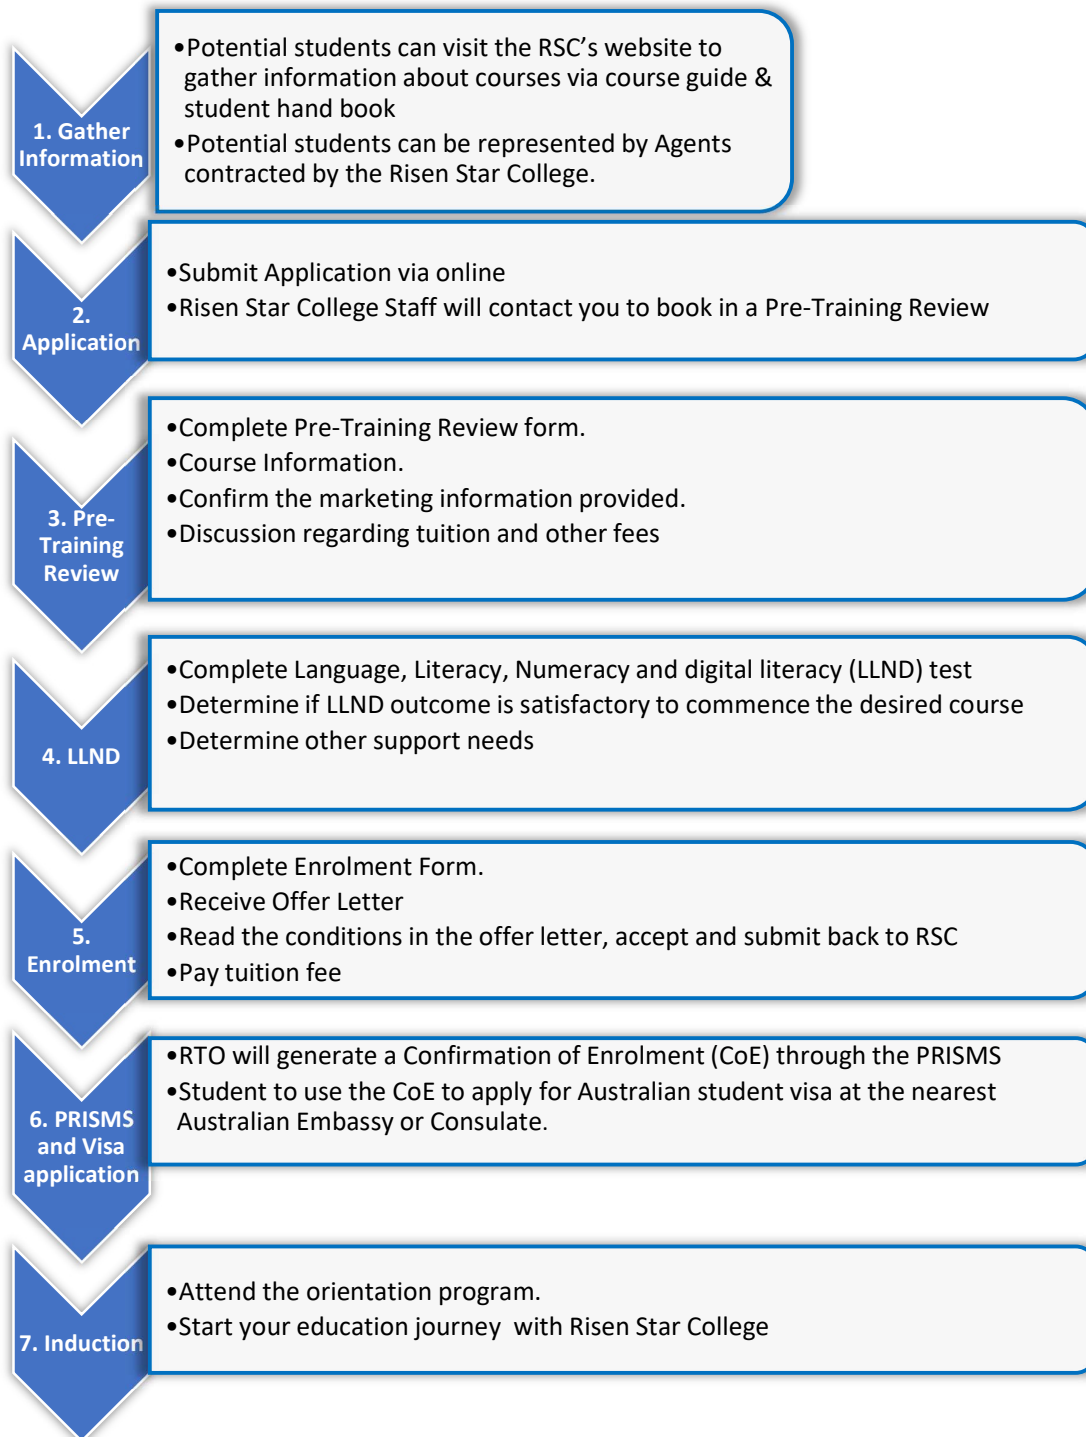 1. Gather
Information
•Potential students can visit the RSC’s website to
gather information about courses via course guide &
student hand book
•Potential students can be represented by Agents
contracted by the Risen Star College.
2.
Application
•Submit Application via online
•Risen Star College Staff will contact you to book in a Pre-Training Review
3. Pre-
Training
Review
•Complete Pre-Training Review form.
•Course Information.
•Confirm the marketing information provided.
•Discussion regarding tuition and other fees
4. LLND
•Complete Language, Literacy, Numeracy and digital literacy (LLND) test
•Determine if LLND outcome is satisfactory to commence the desired course
•Determine other support needs
5.
Enrolment
•Complete Enrolment Form.
•Receive Offer Letter
•Read the conditions in the offer letter, accept and submit back to RSC
•Pay tuition fee
6. PRISMS
and Visa
application
•RTO will generate a Confirmation of Enrolment (CoE) through the PRISMS
•Student to use the CoE to apply for Australian student visa at the nearest
Australian Embassy or Consulate.
7. Induction
•Attend the orientation program.
•Start your education journey  with Risen Star College